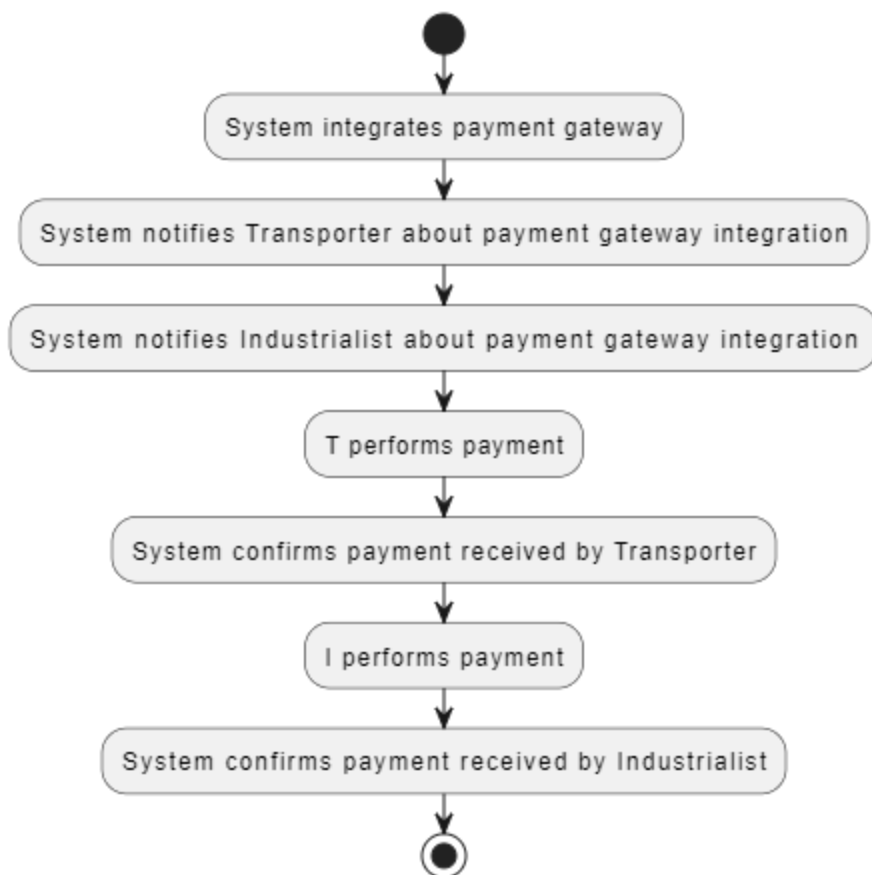 System integrates payment gateway
System notifies Transporter about payment gateway integration
System notifies Industrialist about payment gateway integration
T performs payment
System confirms payment received by Transporter
I performs payment
System confirms payment received by Industrialist